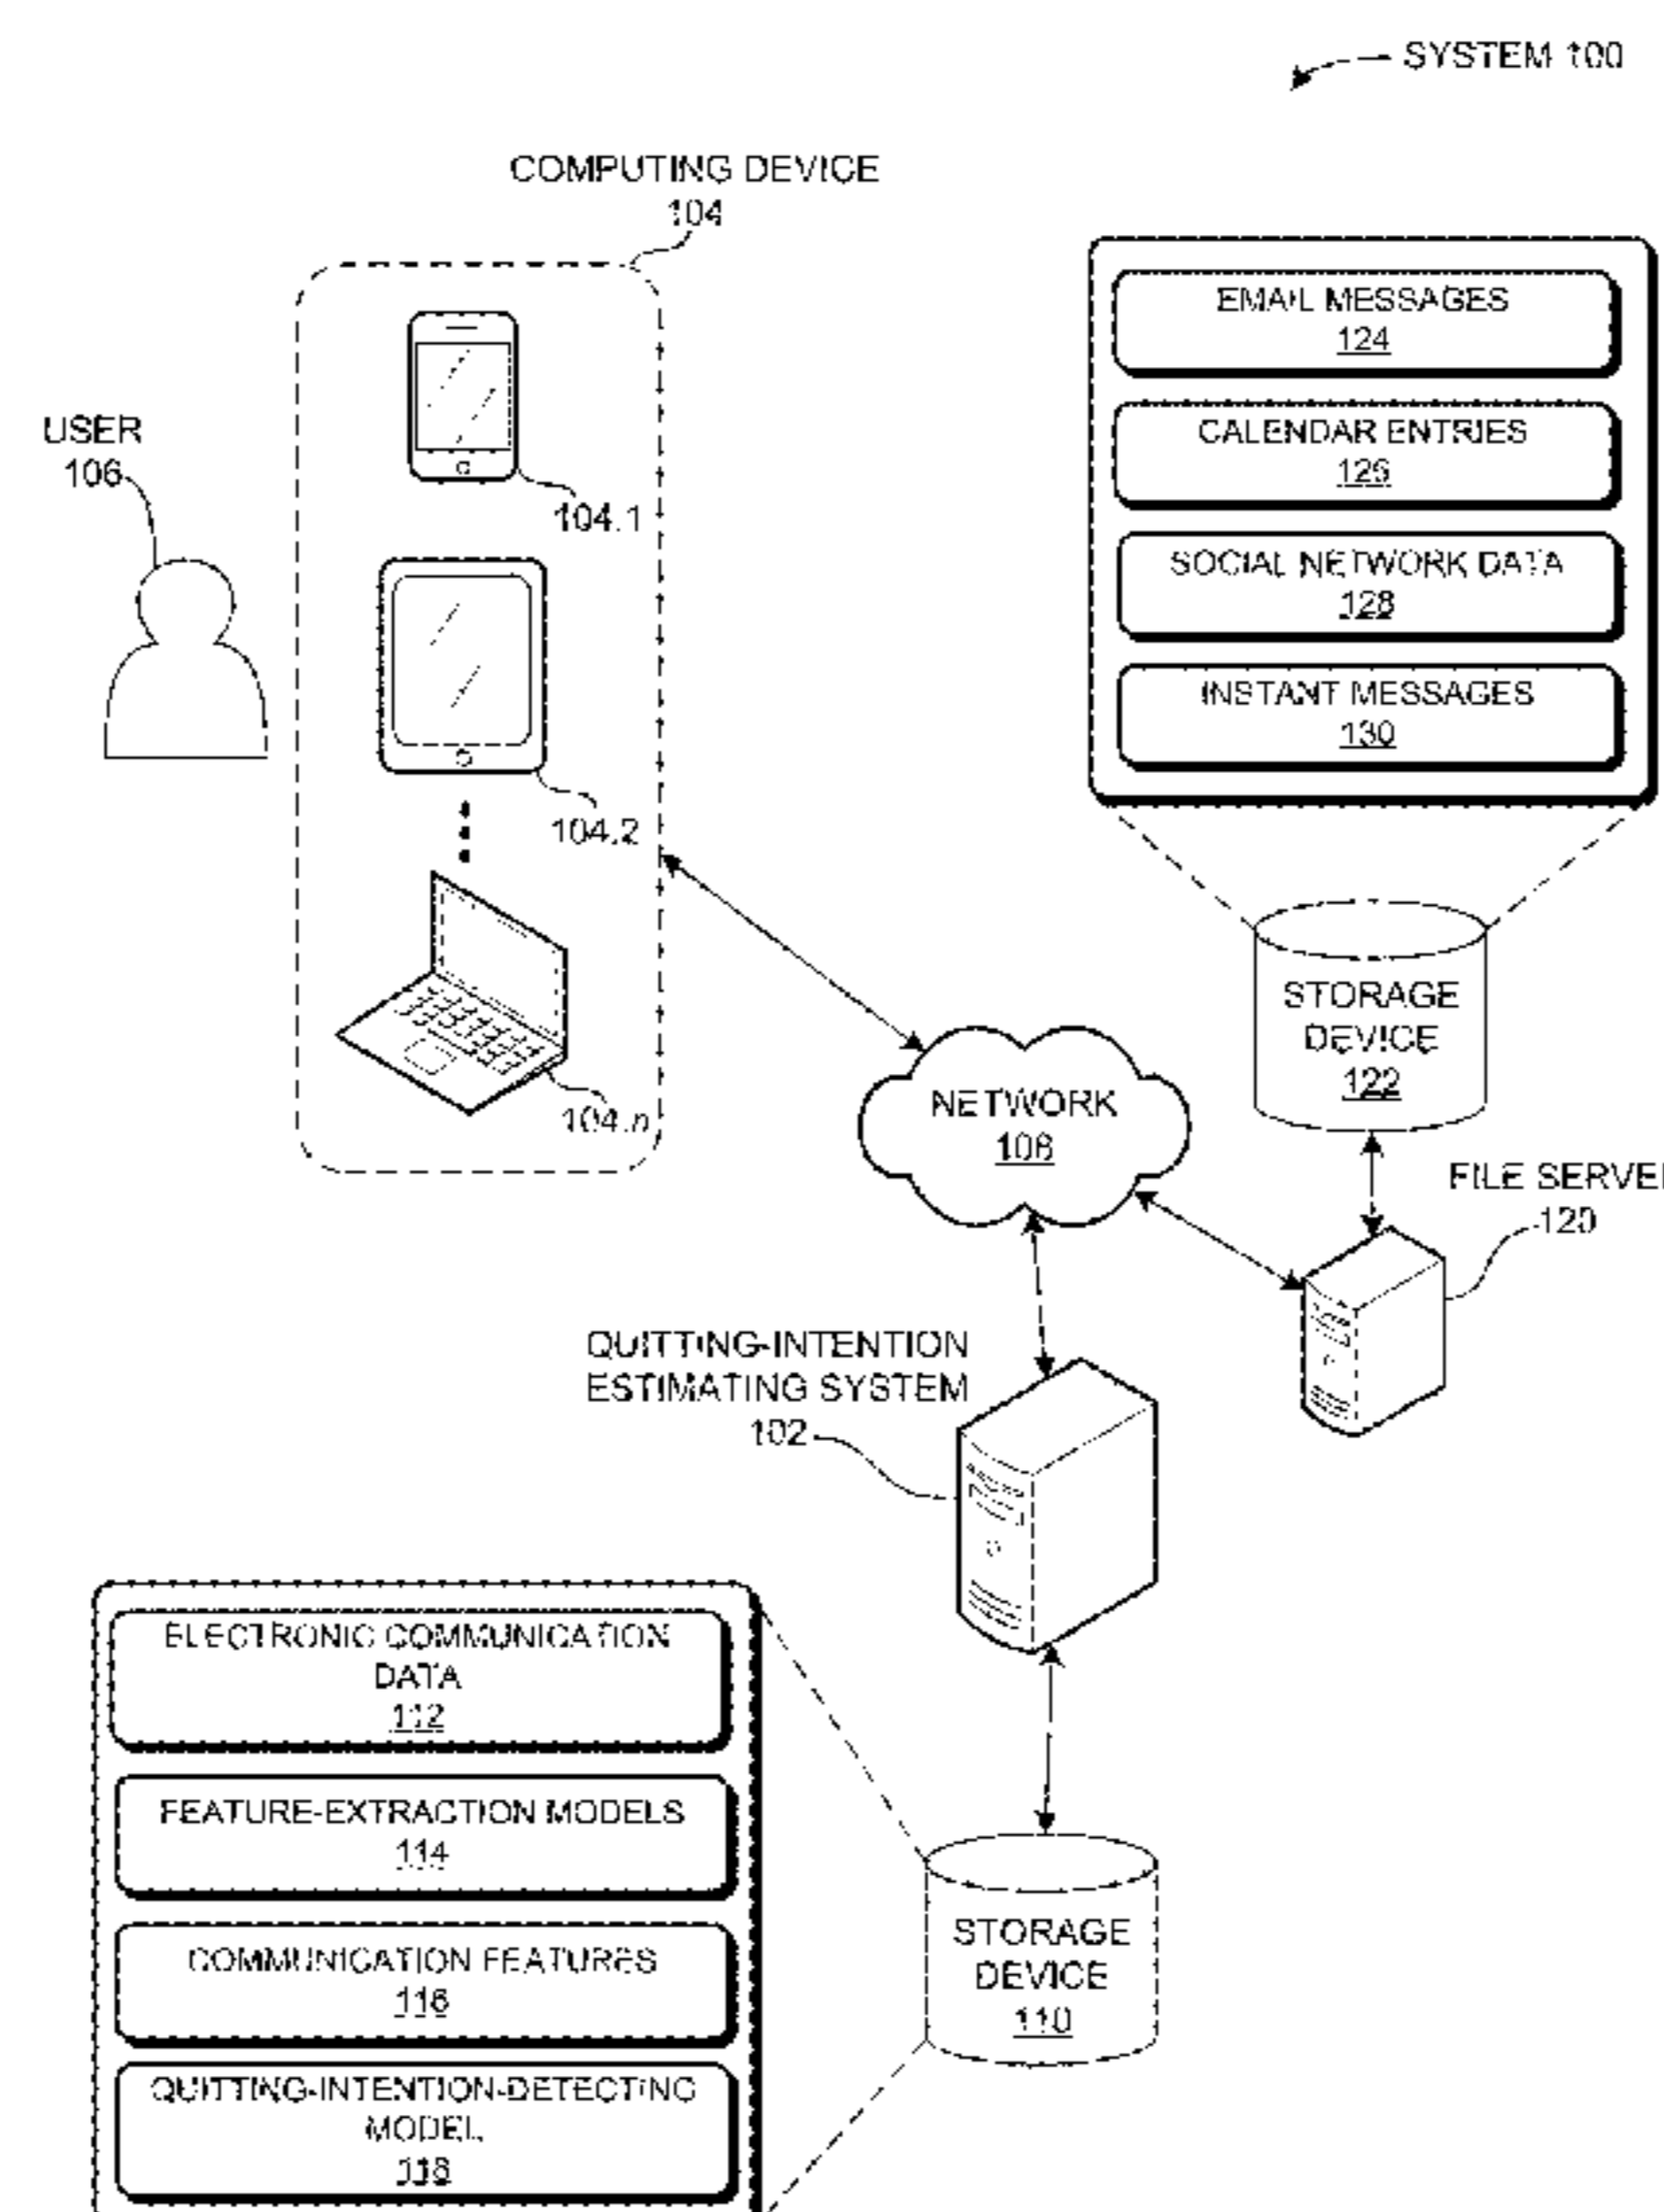 SYSTEM 100
COMPUTING DEVICE
104
USER
106
104.1
104.2
104.n
EMAIL MESSAGES
124
CALENDAR ENTRIES
126
SOCIAL NETWORK DATA
128
INSTANT MESSAGES
130
STORAGE
DEVICE
122
NETWORK
108
FILE SERVE
120
QUITTING-INTENTION
ESTIMATING SYSTEM
102
ELECTRONIC COMMUNICATION
DATA
112
FEATURE-EXTRACTION MODELS
114
COMMUNICATION FEATURES
116
QUITTING-INTENTION-DETECTING
MODEL
118
STORAGE
DEVICE
110